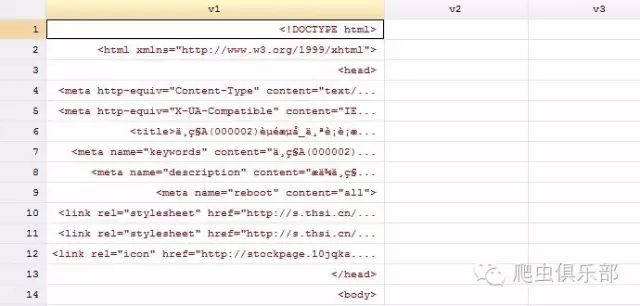 v1 v2 v3
1 <!DOCTYPE html>
2 <html xmlns="http://www.w3.org/1999/xhtml">
3 <head>
4 <meta http-equiv="Content-Type" content="text/...
5 <meta http-equiv="X-UA-Compatible" content="IE...
6 <title>ä¸ç§A(000002)
7 <meta name="keywords" content="ä¸ç§A(000002)...
8 <meta name="description" content="
9 <meta name="reboot" content="all">
10 <link rel="stylesheet" href="http://s.thsi.cn/...
11 <link rel="stylesheet" href="http://s.thsi.cn/...
12 <link rel="icon" href="http://stockpage.10jqka....
13 </head>
14 <body>
爬虫俱乐部